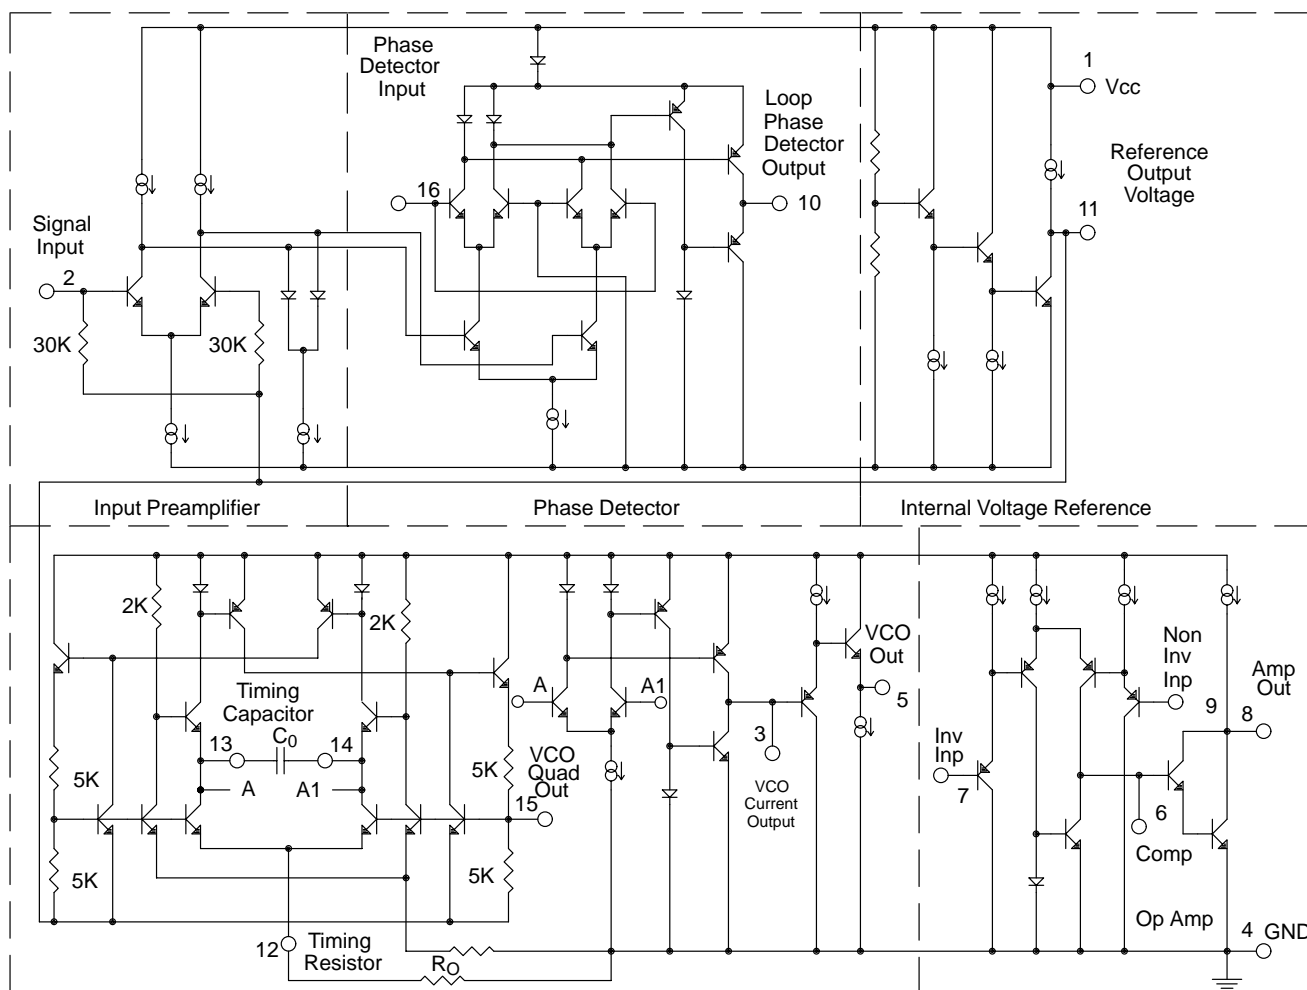 Phase
Detector
Input
1
Vcc
Loop
Phase
Detector
Output
Reference
Output
Voltage
16
10
11
Signal
Input
2
30K
30K
Input Preamplifier
Phase Detector
Internal Voltage Reference
2K
2K
VCO
Out
Non
Inv
Inp
Amp
Out
A
A1
Timing
Capacitor
C0
13
14
5
9
8
3
VCO
Quad
Out
Inv
Inp
5K
A
A1
5K
15
VCO
Current
Output
7
6
Comp
5K
5K
Op Amp
4
GND
12
Timing
Resistor
RO